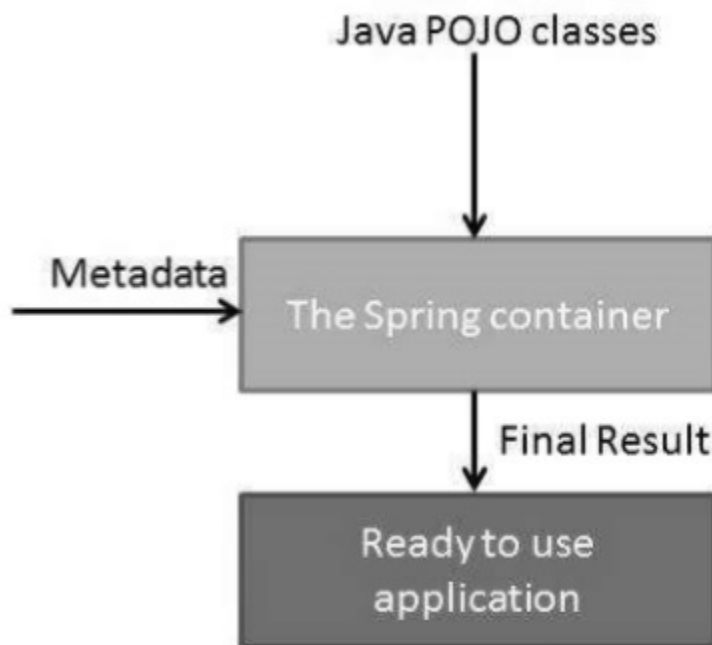 Java POJO classes
Metadata
The Spring container
Final Result
Ready to use
application